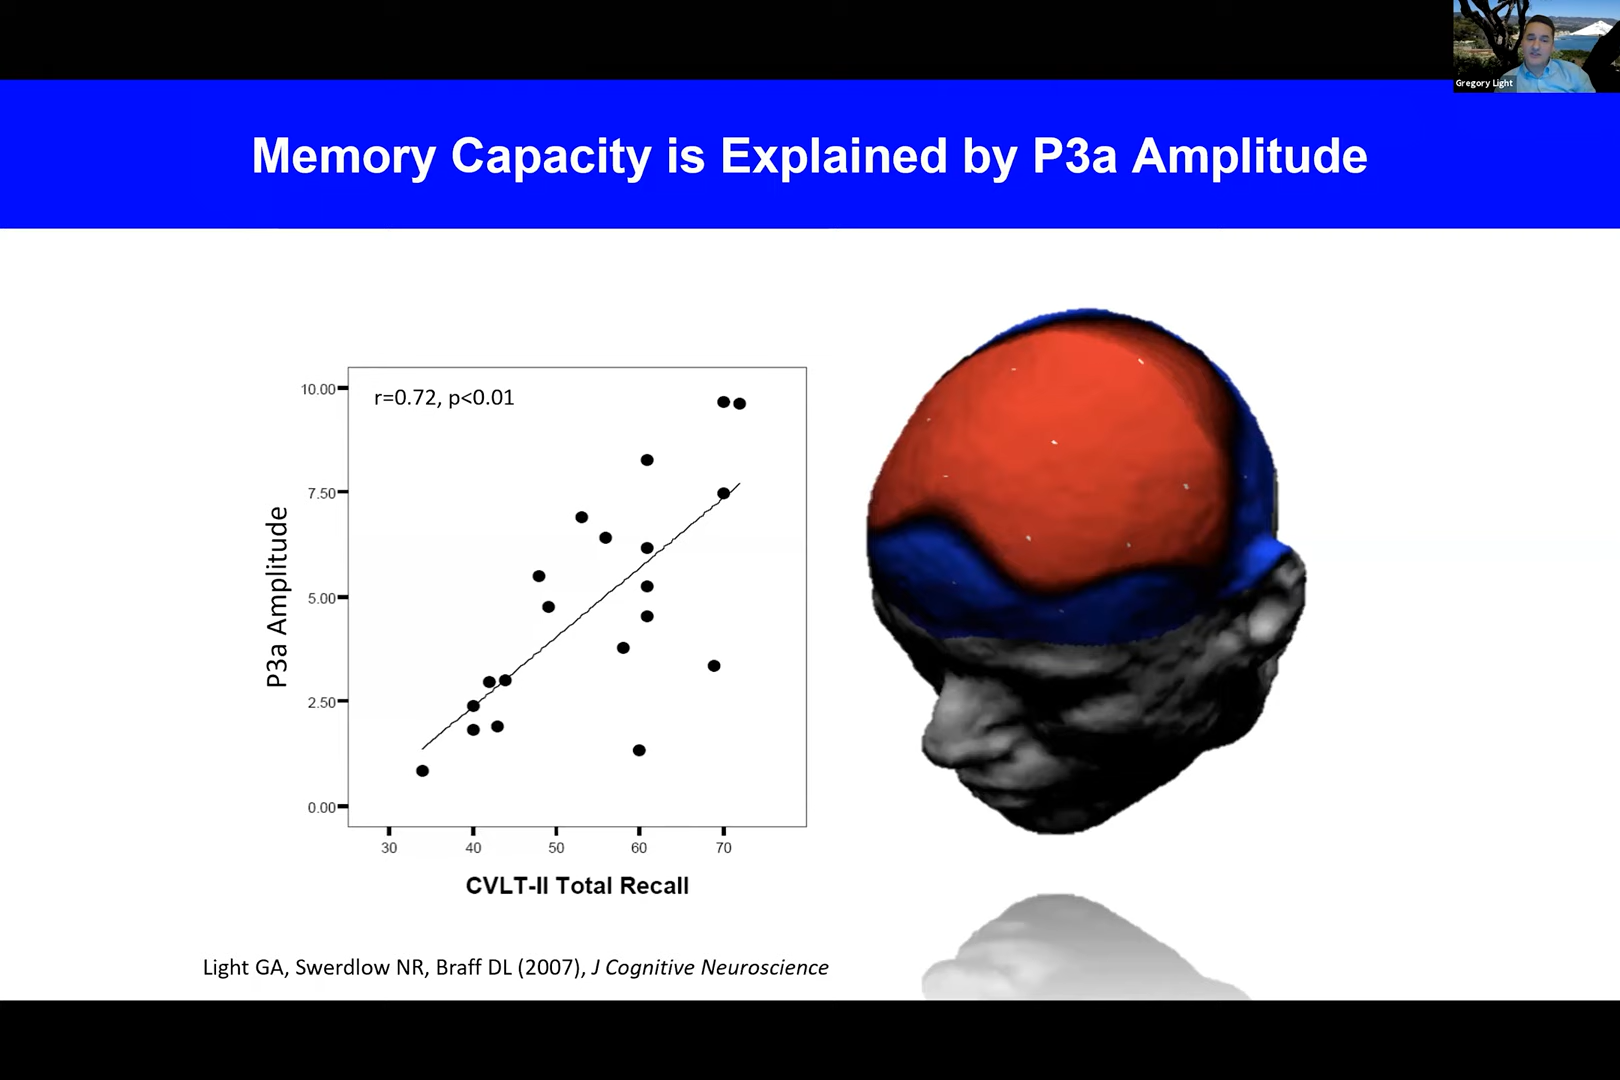 Gregory Light
Memory Capacity is Explained by P3a Amplitude
r=0.72, p<0.01
10.00
7.50
5.00
2.50
0.00
P3a Amplitude
30 40 50 60 70
CVLT-II Total Recall
Light GA, Swerdlow NR, Braff DL (2007), J Cognitive Neuroscience